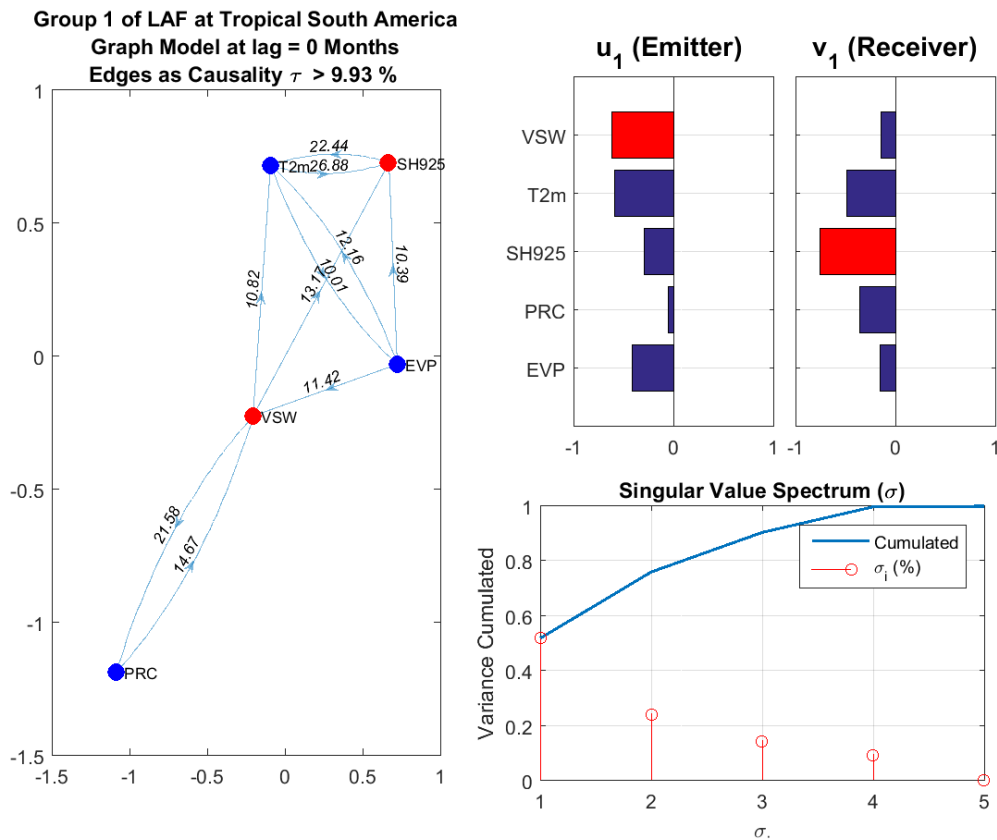 Group 1 of LAF at Tropical South America
Graph Model at lag = 0 Months
Edges as Causality τ > 9.93 %
1
0.5
0
-0.5
-1
-1.5
-1.5
-1
-0.5
0
0.5
1
22.44
T2m
26.88
SH925
12.16
10.01
13.17
10.39
10.82
EVP
11.42
VSW
21.58
14.67
PRC
u1 (Emitter)
VSW
T2m
SH925
PRC
EVP
-1
0
1
v1 (Receiver)
-1
0
1
Singular Value Spectrum (σ)
Variance Cumulated
1
0.8
0.6
0.4
0.2
0
Cumulated
σi (%)
1
2
3
4
5